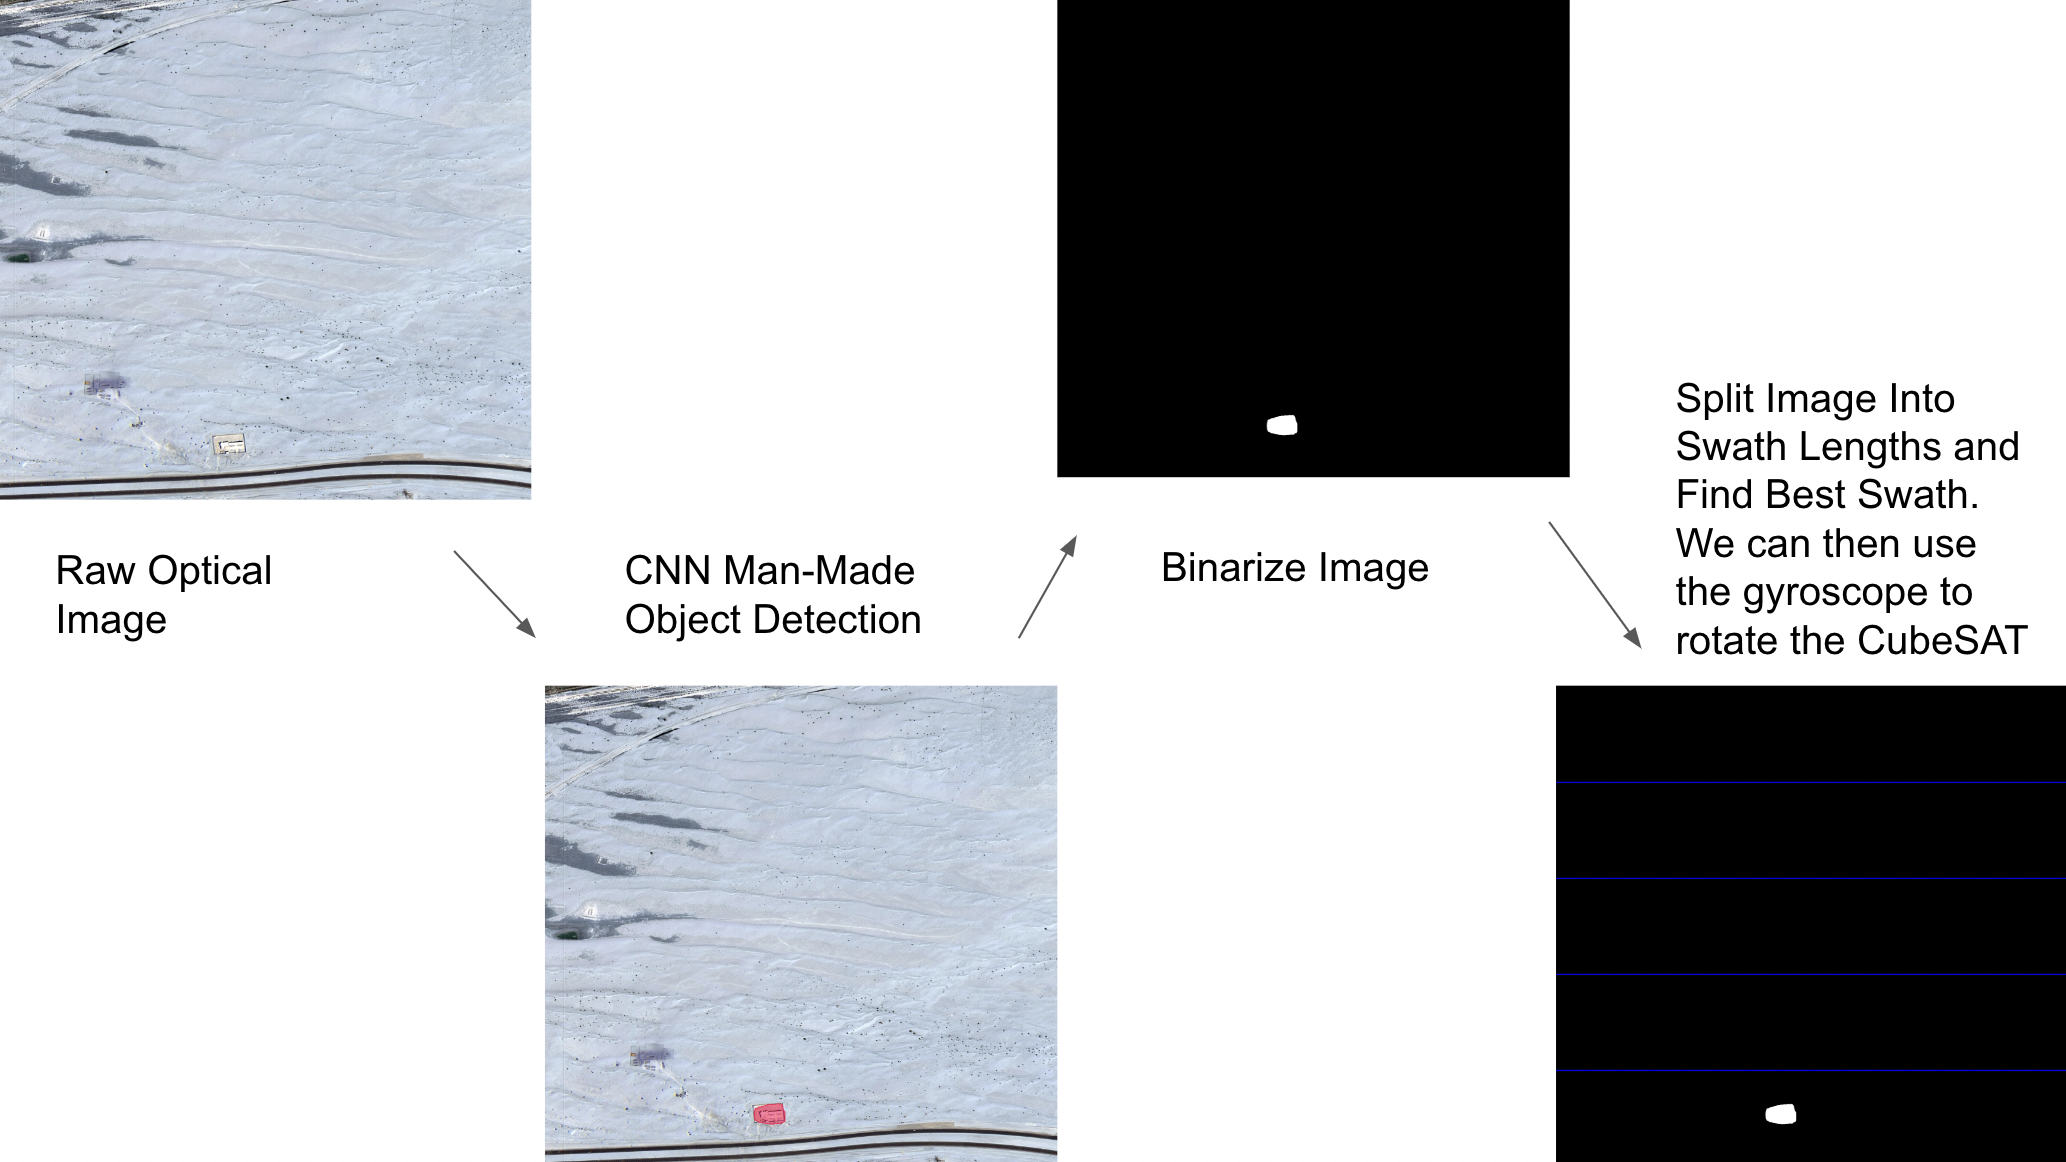 Raw Optical
Image
CNN Man-Made
Object Detection
Binarize Image
Split Image Into
Swath Lengths and
Find Best Swath.
We can then use
the gyroscope to
rotate the CubeSAT